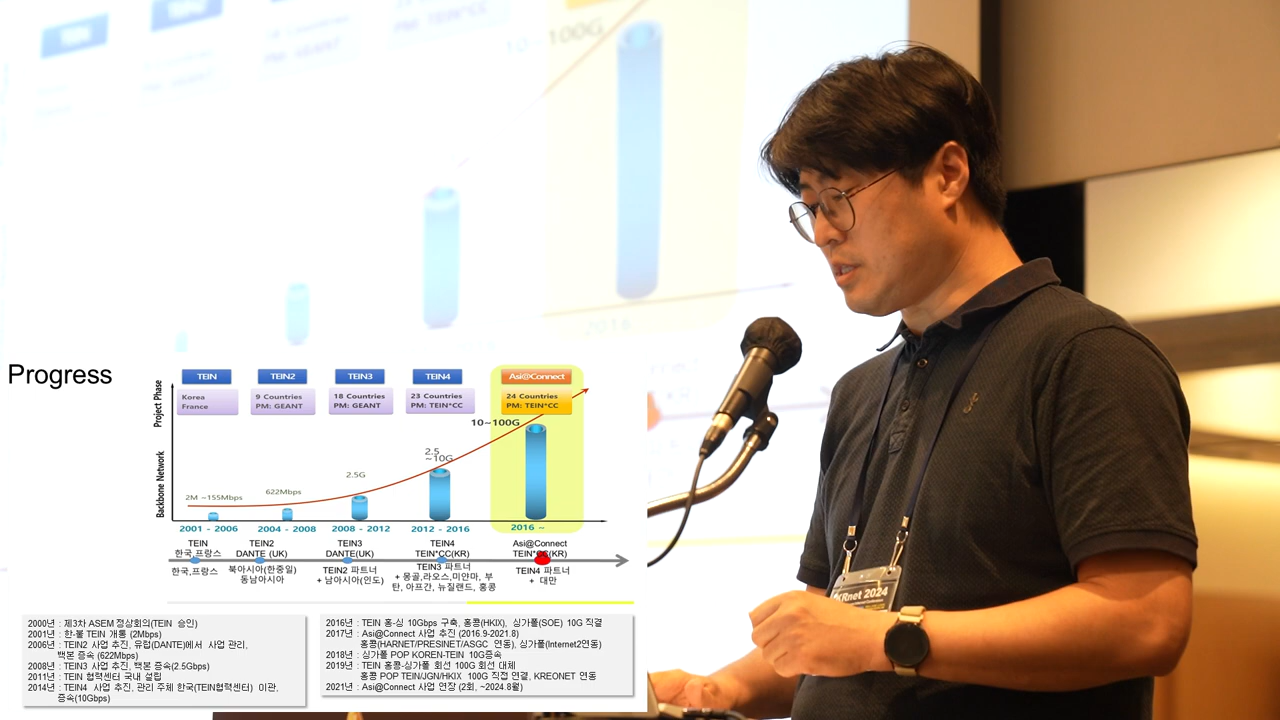 100G
2016
Progress
Project Phase
Backbone Network
TEIN
TEIN2
TEIN3
TEIN4
Asi@Connect
Korea
France
9 Countries
PM: GEANT
18 Countries
PM: GEANT
23 Countries
PM: TEIN*CC
24 Countries
PM: TEIN*CC
2M ~155Mbps
622Mbps
2.5G
2.5
~10G
10~100G
2001 - 2006
2004 - 2008
2008 - 2012
2012 - 2016
2016 ~
TEIN
한국,프랑스
TEIN2
DANTE (UK)
TEIN3
DANTE(UK)
TEIN4
TEIN*CC(KR)
Asi@Connect
TEIN*CC(KR)
한국,프랑스
북아시아(한중일)
동남아시아
TEIN2 파트너
+ 남아시아(인도)
TEIN3 파트너
+ 몽골,라오스,미얀마, 부
탄, 아프간, 뉴질랜드, 홍콩
TEIN4 파트너
+ 대만
2000년 : 제3차 ASEM 정상회의(TEIN 승인)
2001년 : 한-불 TEIN 개통 (2Mbps)
2006년 : TEIN2 사업 추진, 유럽(DANTE)에서 사업 관리,
백본 증속 (622Mbps)
2008년 : TEIN3 사업 추진, 백본 증속(2.5Gbps)
2011년 : TEIN 협력센터 국내 설립
2014년 : TEIN4 사업 추진, 관리 주체 한국(TEIN협력센터) 이관,
증속(10Gbps)
2016년 : TEIN 홍-싱 10Gbps 구축, 홍콩(HKIX), 싱가폴(SOE) 10G 직결
2017년 : Asi@Connect 사업 추진 (2016.9-2021.8)
홍콩(HARNET/PRESINET/ASGC 연동), 싱가폴(Internet2연동)
2018년 : 싱가폴 POP KOREN-TEIN 10G증속
2019년 : TEIN 홍콩-싱가폴 회선 100G 회선 대체
홍콩 POP TEIN/JGN/HKIX 100G 직접 연결, KREONET 연동
2021년 : Asi@Connect 사업 연장 (2회, ~2024.8월)
KRnet 2024